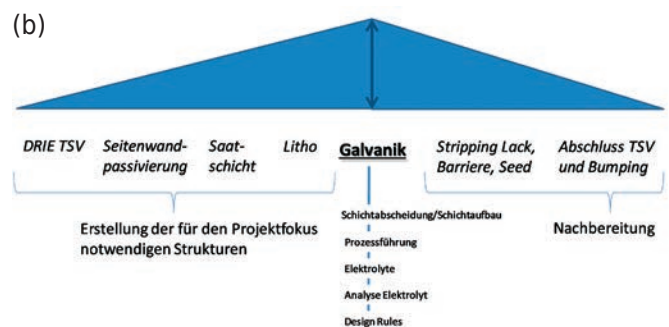 (b)
DRIE TSV
Seitenwand-
passivierung
Saat-
schicht
Litho
Galvanik
Stripping Lack,
Barriere, Seed
Abschluss TSV
und Bumping
Erstellung der für den Projektfokus
notwendigen Strukturen
Schichtabscheidung/Schichtaufbau
Prozessführung
Elektrolyte
Analyse Elektrolyt
Design Rules
Nachbereitung